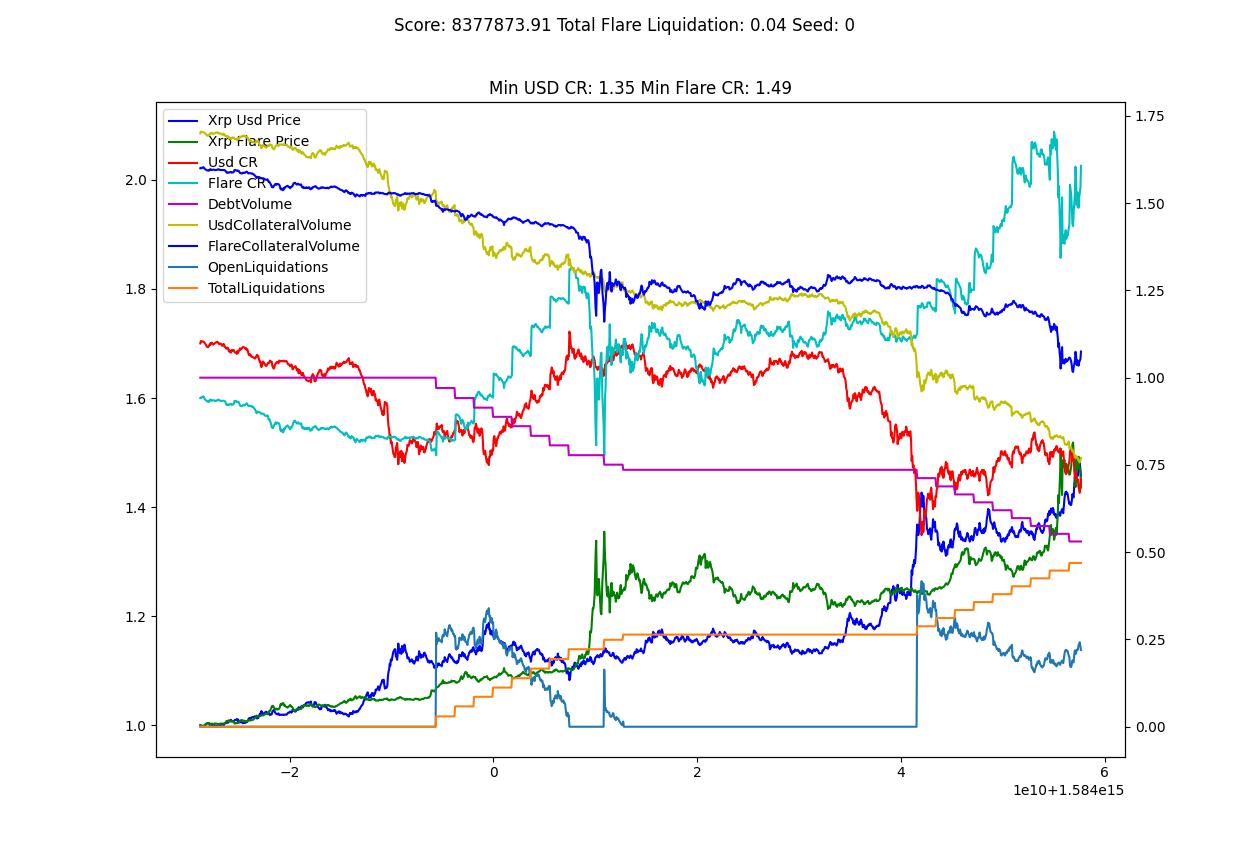 Score: 8377873.91 Total Flare Liquidation: 0.04 Seed: 0
Min USD CR: 1.35 Min Flare CR: 1.49
Xrp Usd Price
Xrp Flare Price
Usd CR
Flare CR
DebtVolume
UsdCollateralVolume
FlareCollateralVolume
OpenLiquidations
TotalLiquidations
2.0
1.8
1.6
1.4
1.2
1.0
1.75
1.50
1.25
1.00
0.75
0.50
0.25
0.00
−2 0 2 4 6
1e10+1.584e15